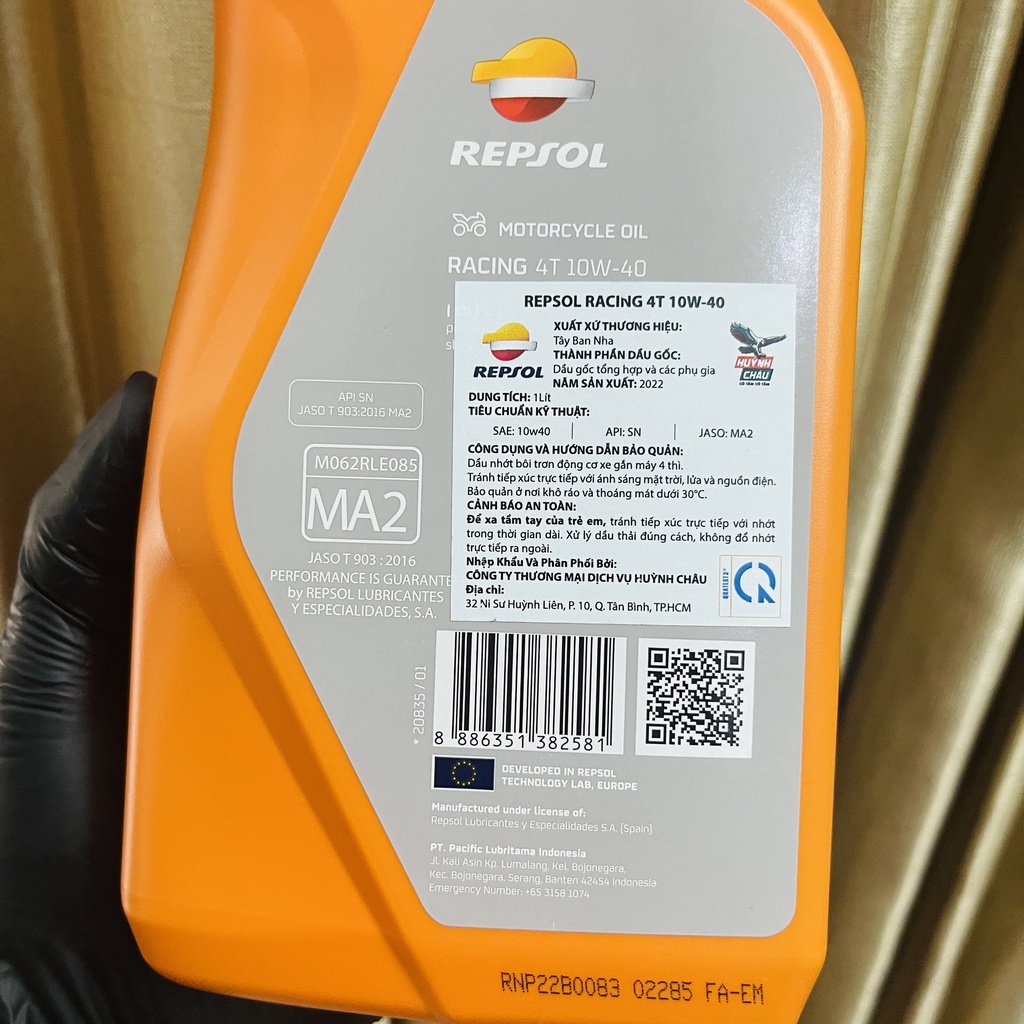 REPSOL
MOTORCYCLE OIL
RACING 4T 10W-40
API SN
JASO T 903:2016 MA2
M062RLE085
MA2
JASO T 903 : 2016
PERFORMANCE IS GUARANTE
by REPSOL LUBRICANTES
Y ESPECIALIDADES, S.A.
REPSOL RACING 4T 10W-40
REPSOL
XUẤT XỨ THƯƠNG HIỆU:
Tây Ban Nha
THÀNH PHẦN DẦU GỐC:
Dầu gốc tổng hợp và các phụ gia
NĂM SẢN XUẤT: 2022
HUỲNH
CHÂU
DUNG TÍCH: 1Lít
TIÊU CHUẨN KỸ THUẬT:
SAE: 10w40 | API: SN | JASO: MA2
CÔNG DỤNG VÀ HƯỚNG DẪN BẢO QUẢN:
Dầu nhớt bôi trơn động cơ xe gắn máy 4 thì.
Tránh tiếp xúc trực tiếp với ánh sáng mặt trời, lửa và nguồn điện.
Bảo quản ở nơi khô ráo và thoáng mát dưới 30°C.
CẢNH BÁO AN TOÀN:
Để xa tầm tay của trẻ em, tránh tiếp xúc trực tiếp với nhớt
trong thời gian dài. Xử lý dầu thải đúng cách, không đổ nhớt
trực tiếp ra ngoài.
Nhập Khẩu Và Phân Phối Bởi:
CÔNG TY THƯƠNG MẠI DỊCH VỤ HUỲNH CHÂU
Địa chỉ:
32 Ni Sư Huỳnh Liên, P. 10, Q. Tân Bình, TP.HCM
QUATEST3
* 20835 / 01
8 886351 382581
DEVELOPED IN REPSOL
TECHNOLOGY LAB, EUROPE
Manufactured under license of:
Repsol Lubricantes y Especialidades S.A. (Spain)
PT. Pacific Lubritama Indonesia
Jl. Kali Asin Kp. Lumalang, Kel. Bojonegara,
Kec. Bojonegara, Serang, Banten 42454 Indonesia
Emergency Number: +65 3158 1074
RNP22B0083 02285 FA-EM